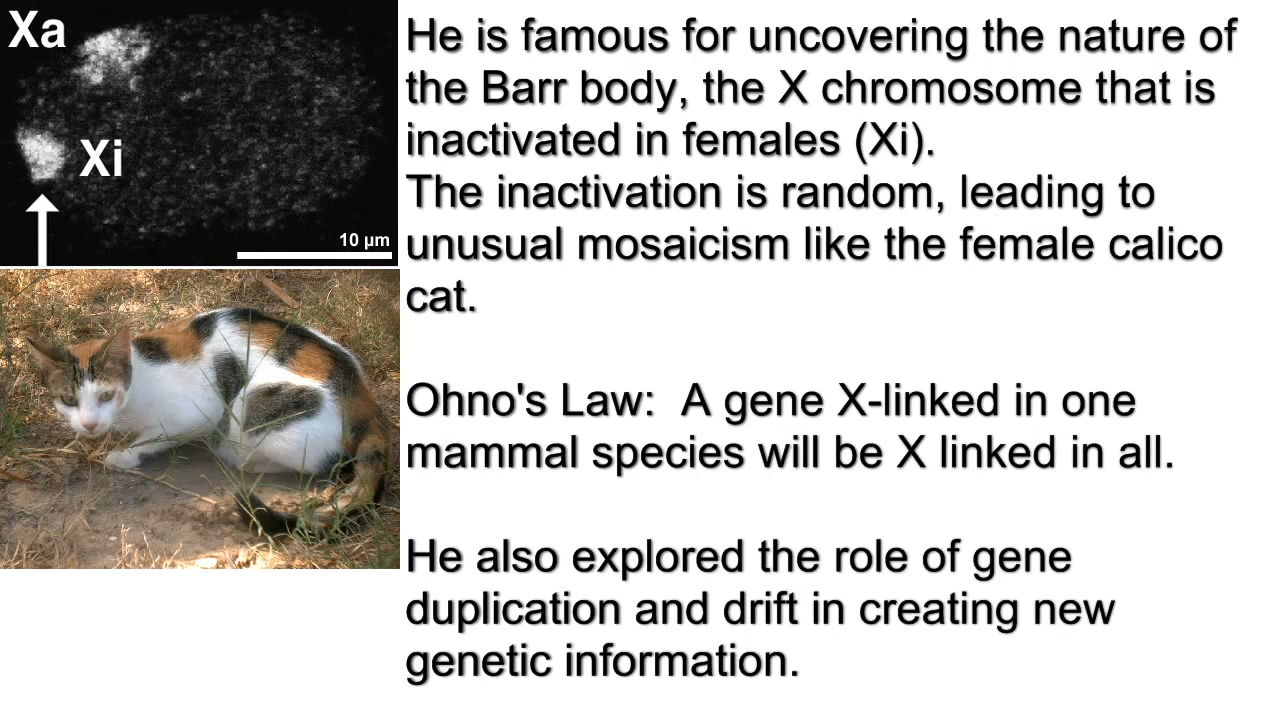 Xa
Xi
10 µm
He is famous for uncovering the nature of
the Barr body, the X chromosome that is
inactivated in females (Xi).
The inactivation is random, leading to
unusual mosaicism like the female calico
cat.
Ohno's Law:  A gene X-linked in one
mammal species will be X linked in all.
He also explored the role of gene
duplication and drift in creating new
genetic information.